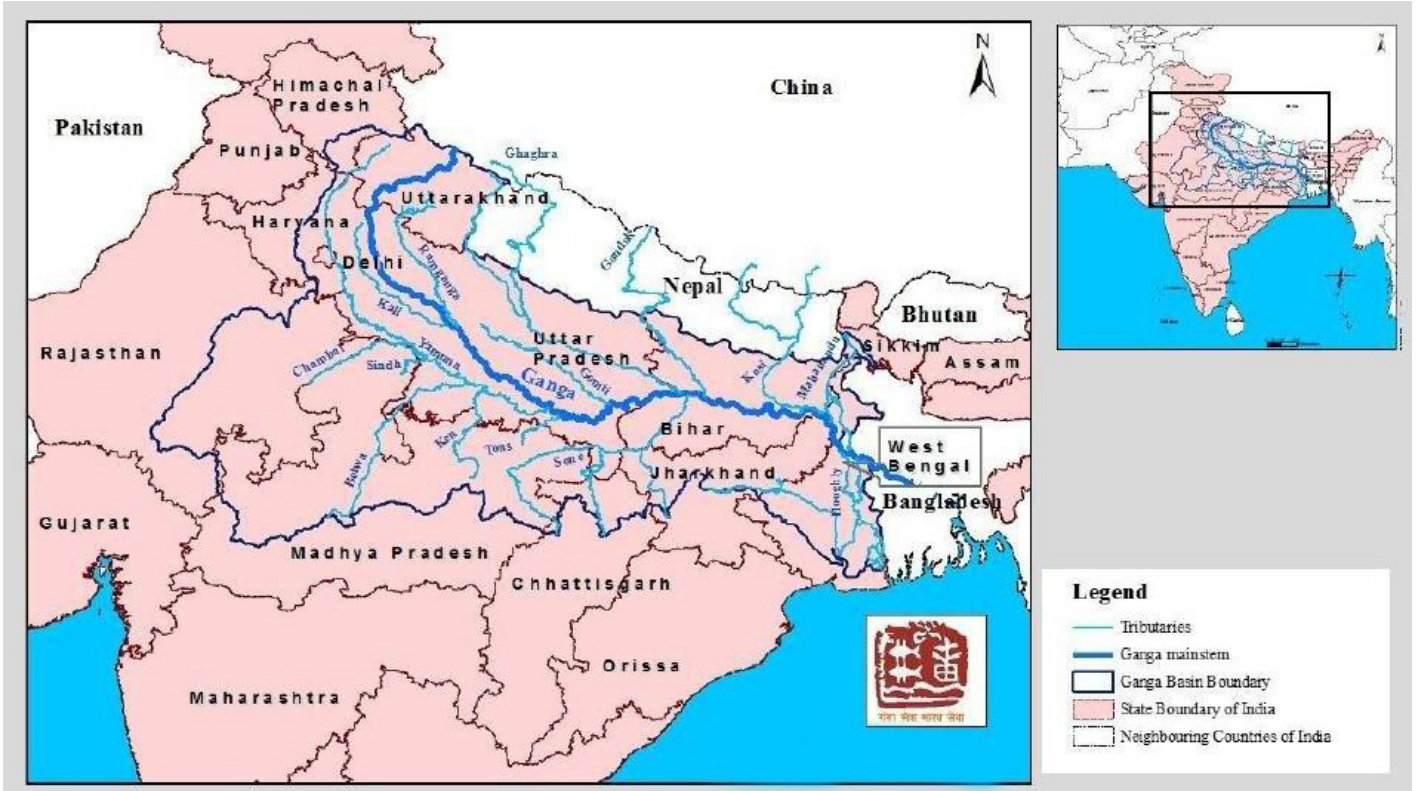 N
China
Himachal
Pradesh
Pakistan
Punjab
Ghaghra
Uttarakhand
Haryana
Gandak
Delhi
Ramganga
Nepal
Bhutan
Kali
Uttar
Pradesh
Sikkim
Assam
Rajasthan
Chambal
Sindh
Yamuna
Ganga
Gomti
Kosi
Mahananda
Bihar
West
Bengal
Ken
Tons
Sone
Betwa
Jharkhand
Hooghly
Bangladesh
Gujarat
Madhya Pradesh
Chhattisgarh
Orissa
Maharashtra
Legend
Tributaries
Ganga mainstem
Ganga Basin Boundary
State Boundary of India
Neighbouring Countries of India